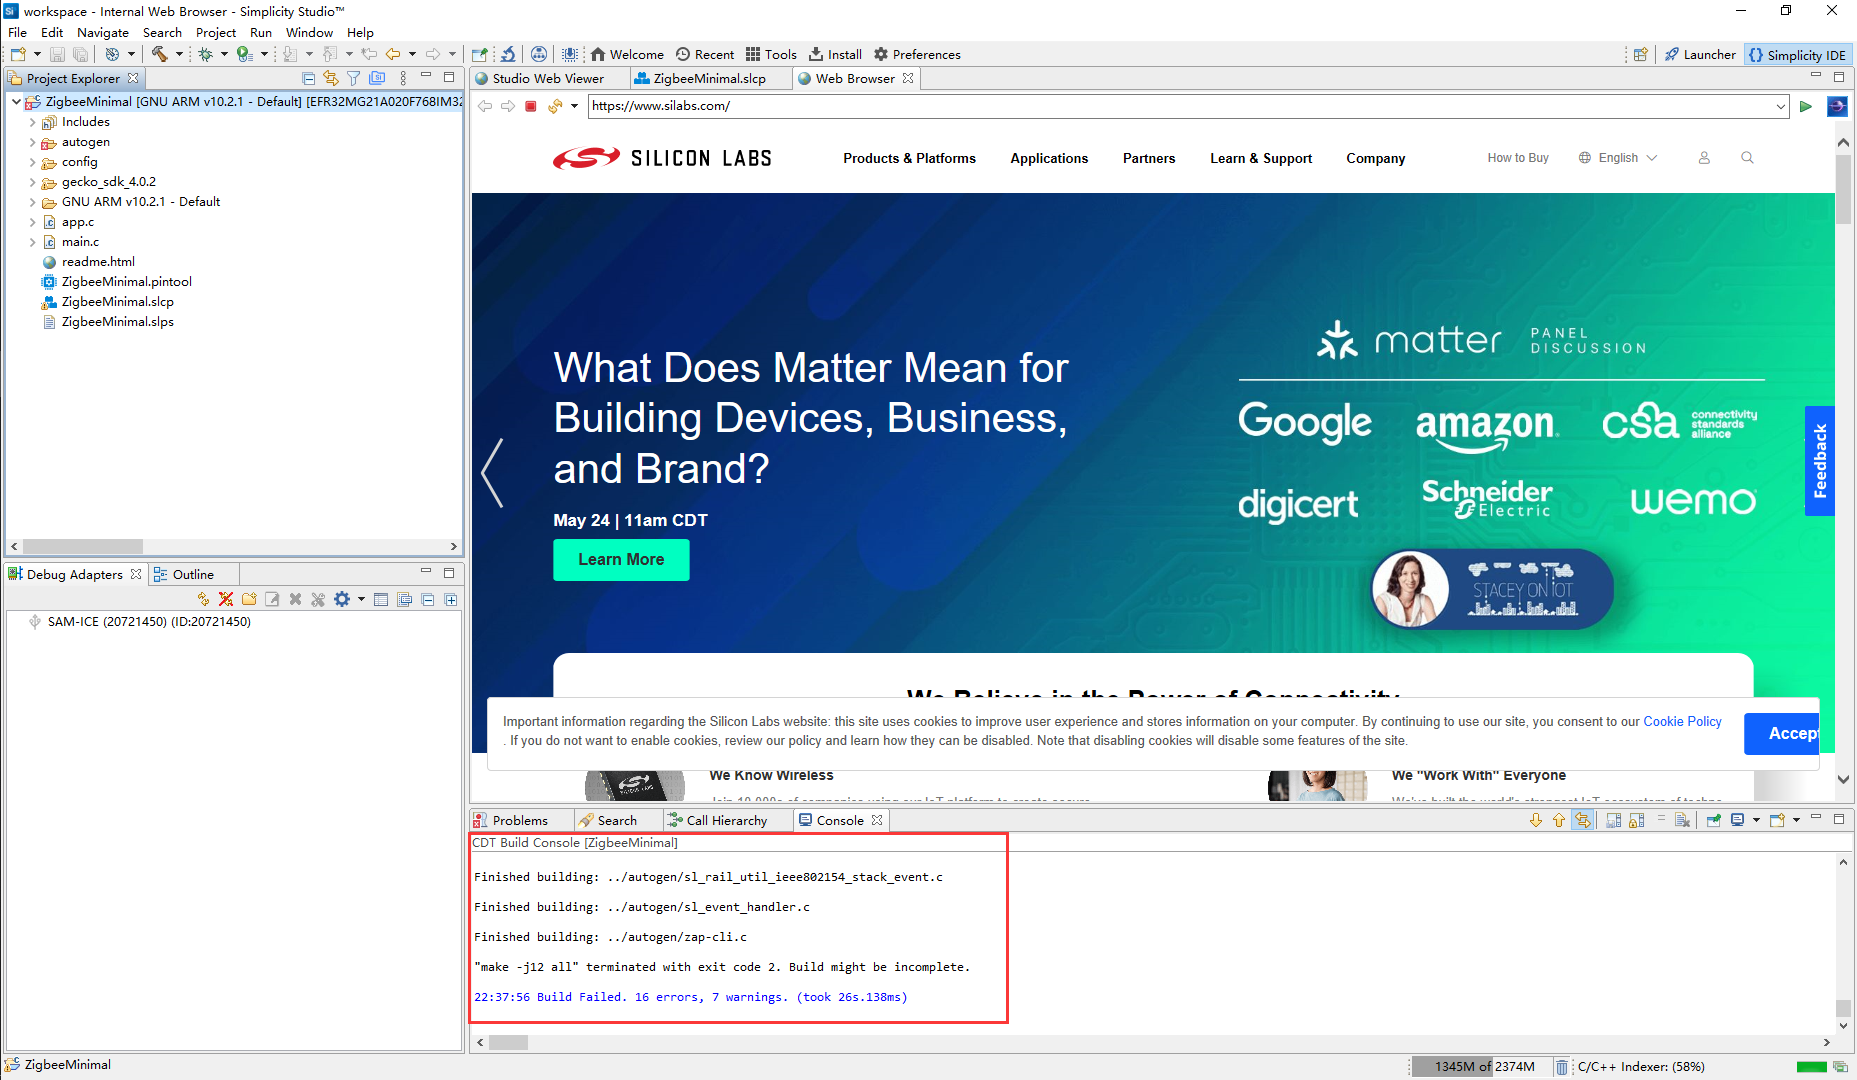 workspace - Internal Web Browser - Simplicity Studio™
File Edit Navigate Search Project Run Window Help
Welcome Recent Tools Install Preferences Launcher {} Simplicity IDE
Project Explorer
ZigbeeMinimal [GNU ARM v10.2.1 - Default] [EFR32MG21A020F768IM32
Includes
autogen
config
gecko_sdk_4.0.2
GNU ARM v10.2.1 - Default
app.c
main.c
readme.html
ZigbeeMinimal.pintool
ZigbeeMinimal.slcp
ZigbeeMinimal.slps
Debug Adapters Outline
SAM-ICE (20721450) (ID:20721450)
Studio Web Viewer ZigbeeMinimal.slcp Web Browser
https://www.silabs.com/
SILICON LABS Products & Platforms Applications Partners Learn & Support Company How to Buy English
What Does Matter Mean for
Building Devices, Business,
and Brand?
May 24 | 11am CDT
Learn More
matter PANEL
DISCUSSION
Google amazon csa connectivity
standards
alliance
digicert Schneider
Electric wemo
STACEY ON IOT
Feedback
We Believe in the Power of Connectivity
Important information regarding the Silicon Labs website: this site uses cookies to improve user experience and stores information on your computer. By continuing to use our site, you consent to our Cookie Policy
. If you do not want to enable cookies, review our policy and learn how they can be disabled. Note that disabling cookies will disable some features of the site.
Accept
SILICON LABS
We Know Wireless
We "Work With" Everyone
Problems Search Call Hierarchy Console
CDT Build Console [ZigbeeMinimal]
Finished building: ../autogen/sl_rail_util_ieee802154_stack_event.c
Finished building: ../autogen/sl_event_handler.c
Finished building: ../autogen/zap-cli.c
"make -j12 all" terminated with exit code 2. Build might be incomplete.
22:37:56 Build Failed. 16 errors, 7 warnings. (took 26s.138ms)
ZigbeeMinimal
1345M of 2374M C/C++ Indexer: (58%)